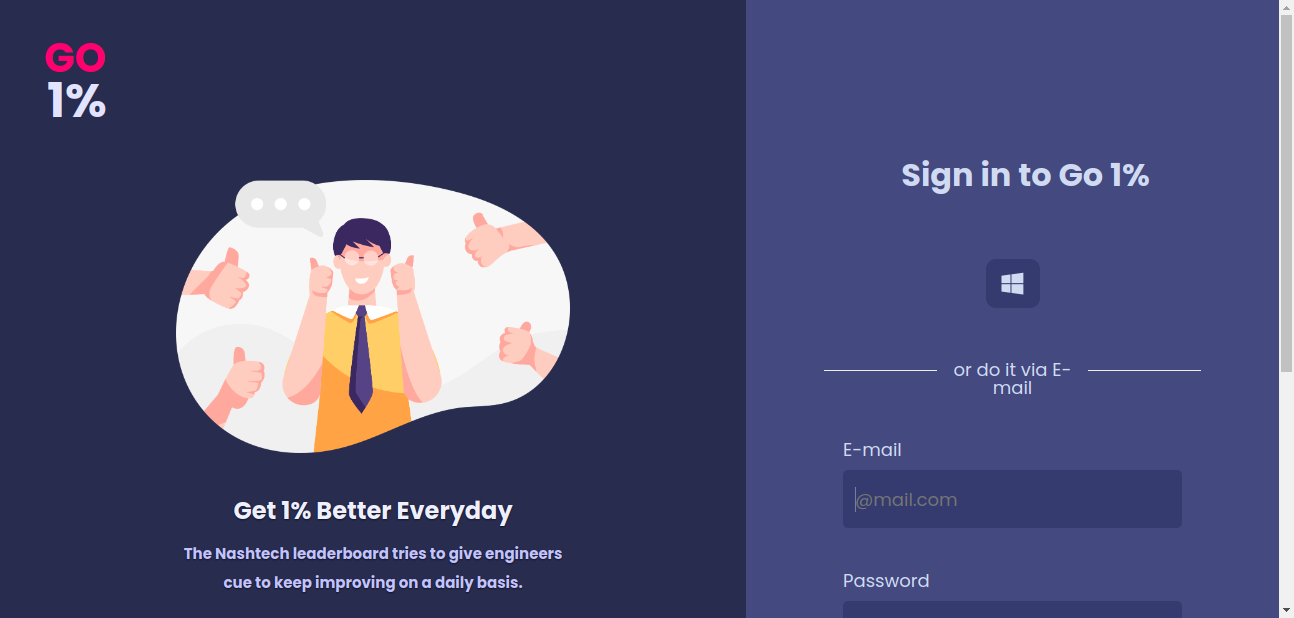 GO
1%
Get 1% Better Everyday
The Nashtech leaderboard tries to give engineers
cue to keep improving on a daily basis.
Sign in to Go 1%
or do it via E-
mail
E-mail
@mail.com
Password